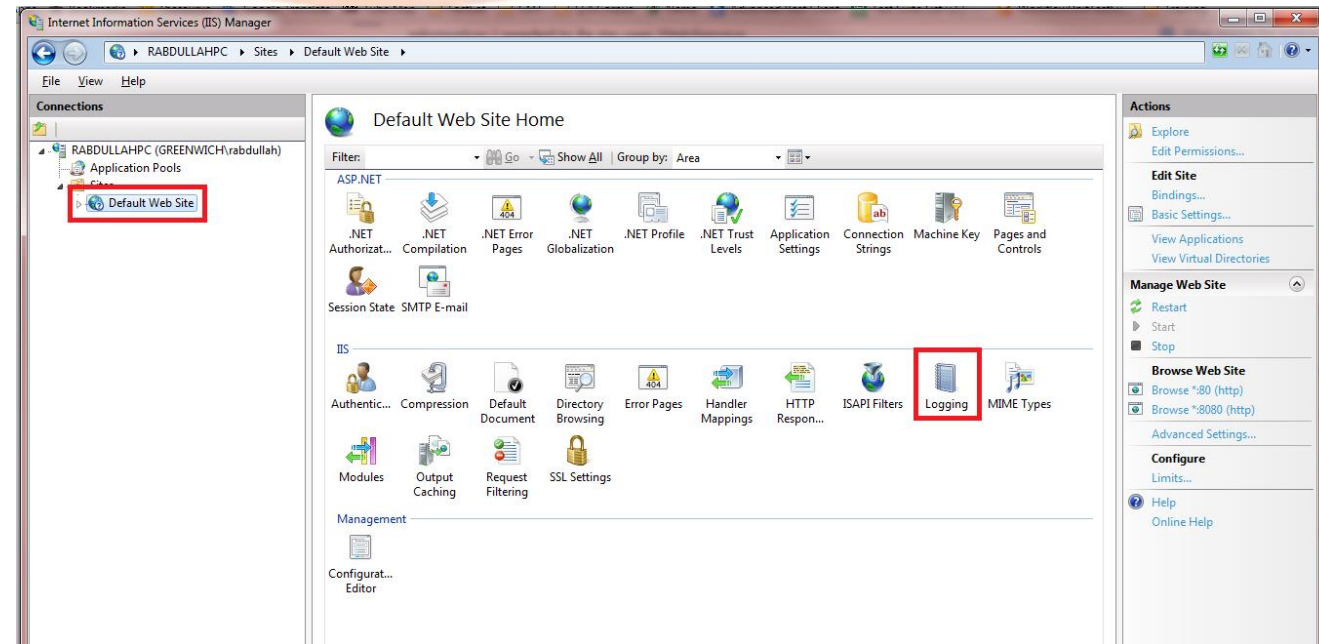 Internet Information Services (IIS) Manager
RABDULLAHPC Sites Default Web Site
File View Help
Connections
RABDULLAHPC (GREENWICH\rabdullah)
Application Pools
Sites
Default Web Site
Default Web Site Home
Filter: Go Show All Group by: Area
ASP.NET
.NET Authorizat...
.NET Compilation
.NET Error Pages
.NET Globalization
.NET Profile
.NET Trust Levels
Application Settings
Connection Strings
Machine Key
Pages and Controls
Session State
SMTP E-mail
IIS
Authentic...
Compression
Default Document
Directory Browsing
Error Pages
Handler Mappings
HTTP Respon...
ISAPI Filters
Logging
MIME Types
Modules
Output Caching
Request Filtering
SSL Settings
Management
Configurat... Editor
Actions
Explore
Edit Permissions...
Edit Site
Bindings...
Basic Settings...
View Applications
View Virtual Directories
Manage Web Site
Restart
Start
Stop
Browse Web Site
Browse *:80 (http)
Browse *:8080 (http)
Advanced Settings...
Configure
Limits...
Help
Online Help